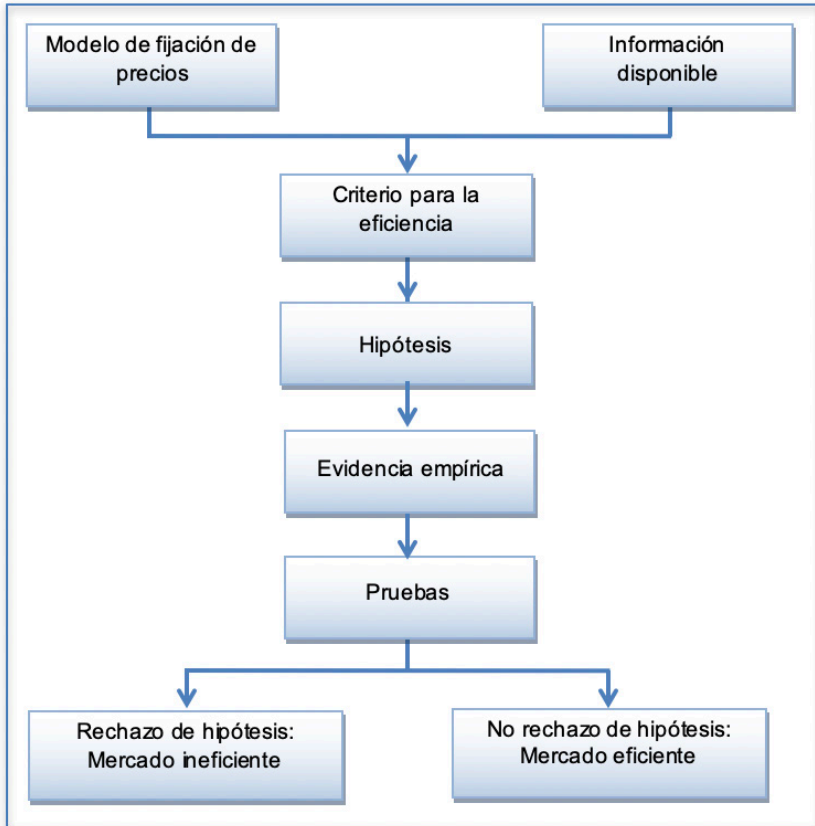 Modelo de fijación de
precios
Información
disponible
Criterio para la
eficiencia
Hipótesis
Evidencia empírica
Pruebas
Rechazo de hipótesis:
Mercado ineficiente
No rechazo de hipótesis:
Mercado eficiente